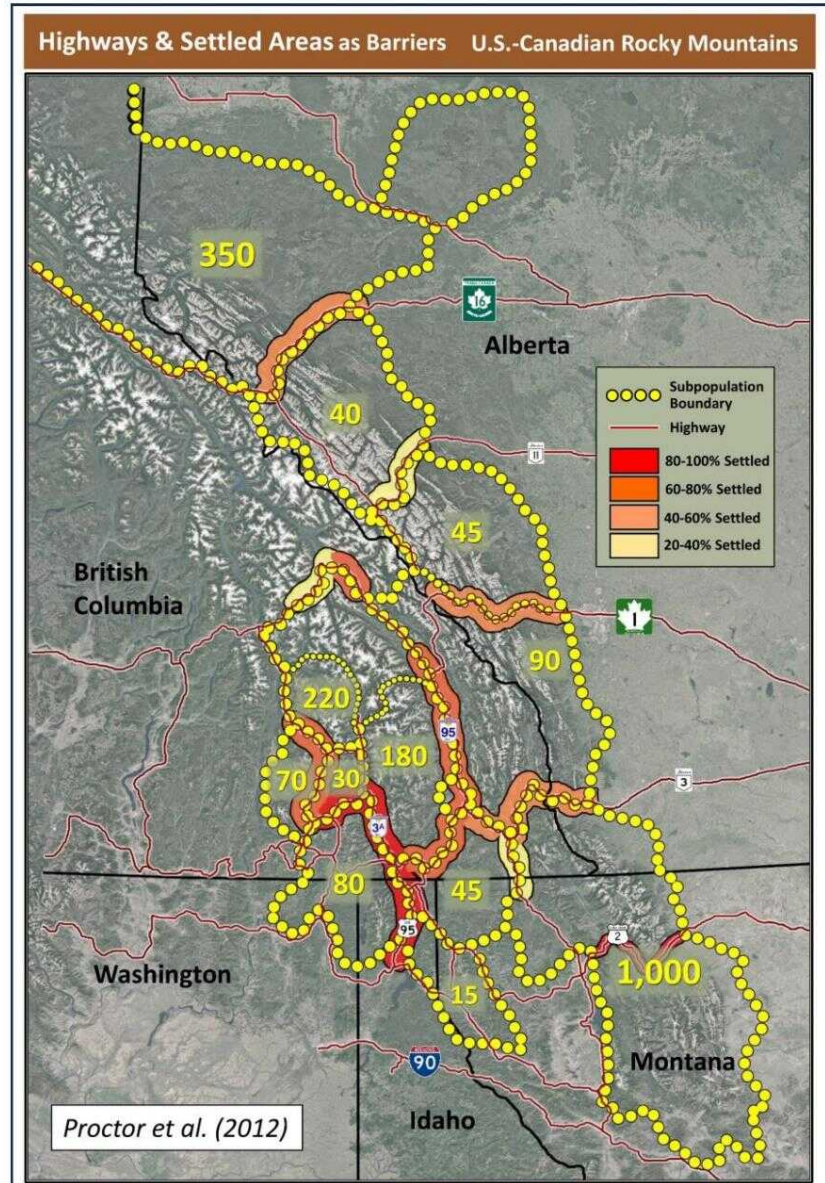 Highways & Settled Areas as Barriers U.S.-Canadian Rocky Mountains
350
16
Alberta
Subpopulation
Boundary
Highway
80-100% Settled
60-80% Settled
40-60% Settled
20-40% Settled
40
11
45
British
Columbia
1
90
220
95
180
70
30
3
3A
80
45
95
2
Washington
1,000
15
Montana
90
Idaho
Proctor et al. (2012)